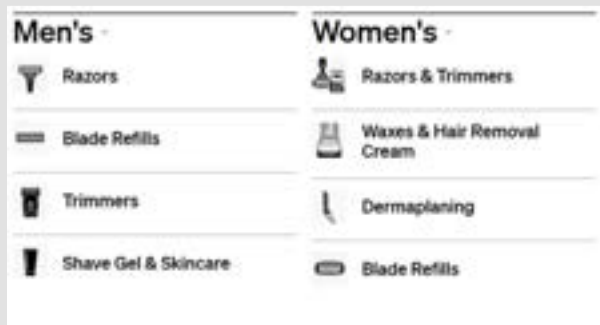 Men's
Razors
Blade Refills
Trimmers
Shave Gel & Skincare
Women's
Razors & Trimmers
Waxes & Hair Removal
Cream
Dermaplaning
Blade Refills